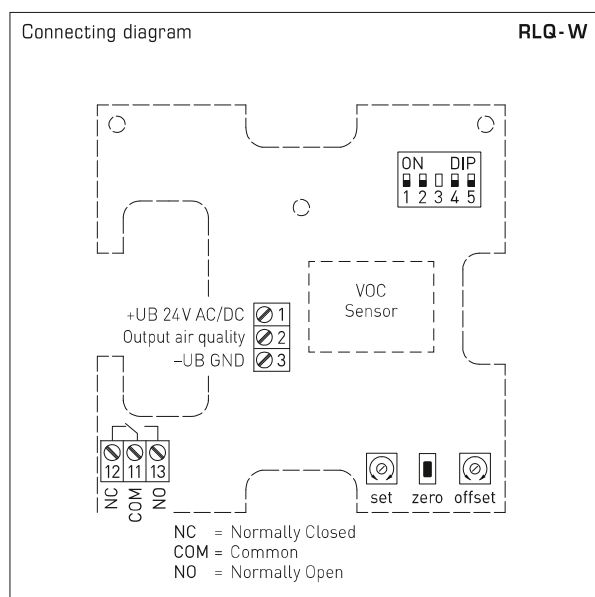 Connecting diagram RLQ-W
ON DIP
1 2 3 4 5
VOC
Sensor
+UB 24V AC/DC 1
Output air quality 2
–UB GND 3
12 11 13
NC COM NO
set zero offset
NC = Normally Closed
COM = Common
NO = Normally Open